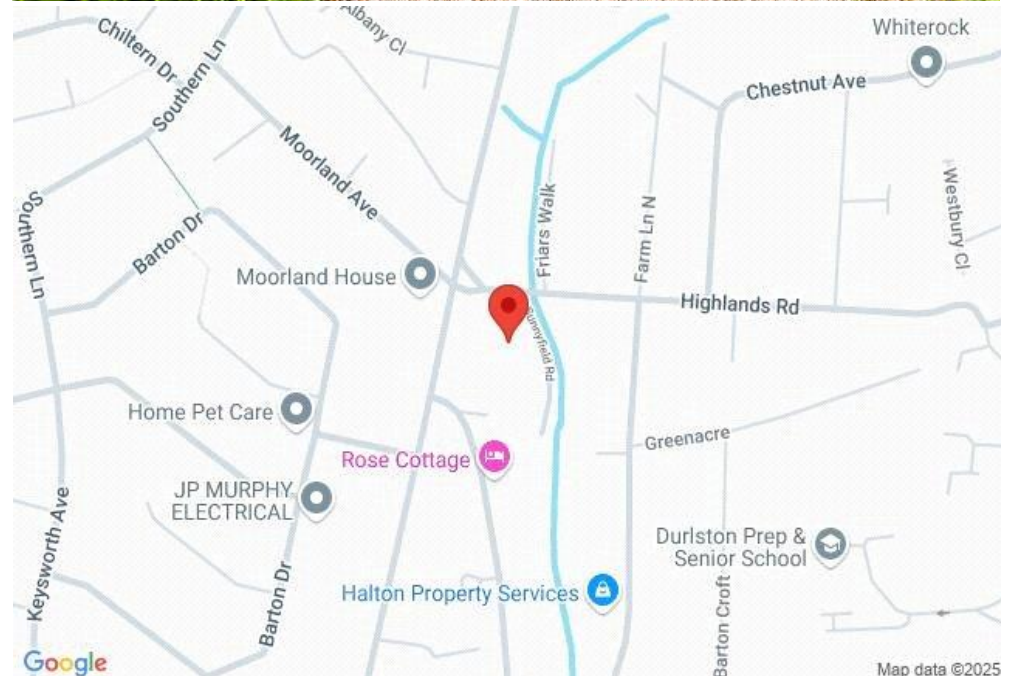 Albany Cl
Whiterock
Chiltern Dr
Southern Ln
Chestnut Ave
Moorland Ave
Westbury Cl
Southern Ln
Barton Dr
Friars Walk
Farm Ln N
Moorland House
Highlands Rd
Sunnyfield Rd
Home Pet Care
Greenacre
Rose Cottage
JP MURPHY
ELECTRICAL
Keysworth Ave
Durlston Prep &
Senior School
Halton Property Services
Barton Dr
Barton Croft
Google
Map data ©2025